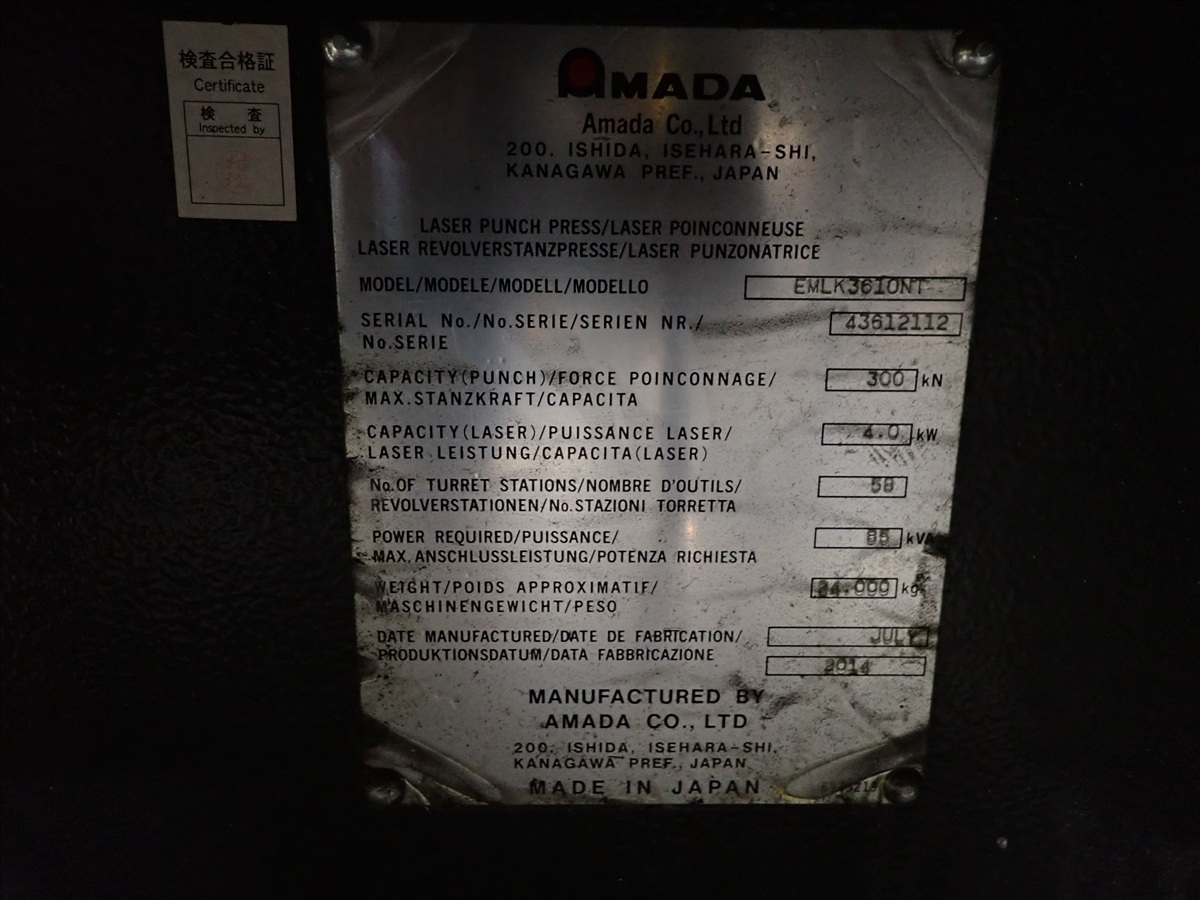 検査合格証
Certificate
検 査
Inspected by
AMADA
Amada Co., Ltd
200. ISHIDA, ISEHARA-SHI,
KANAGAWA PREF., JAPAN
LASER PUNCH PRESS/LASER POINCONNEUSE
LASER REVOLVERSTANZPRESSE/LASER PUNZONATRICE
MODEL/MODELE/MODELL/MODELLO EMLK3610NT
SERIAL No./No.SERIE/SERIEN NR./ 43612112
No.SERIE
CAPACITY(PUNCH)/FORCE POINCONNAGE/ 300 kN
MAX.STANZKRAFT/CAPACITA
CAPACITY(LASER)/PUISSANCE LASER/ 4.0 kW
LASER LEISTUNG/CAPACITA(LASER)
No.OF TURRET STATIONS/NOMBRE D'OUTILS/ 58
REVOLVERSTATIONEN/No.STAZIONI TORRETTA
POWER REQUIRED/PUISSANCE/ kVA
MAX.ANSCHLUSSLEISTUNG/POTENZA RICHIESTA
WEIGHT/POIDS APPROXIMATIF/ 24.000 kg
MASCHINENGEWICHT/PESO
DATE MANUFACTURED/DATE DE FABRICATION/ JULY
PRODUKTIONSDATUM/DATA FABBRICAZIONE 2014
MANUFACTURED BY
AMADA CO., LTD
200. ISHIDA, ISEHARA-SHI,
KANAGAWA PREF., JAPAN
MADE IN JAPAN